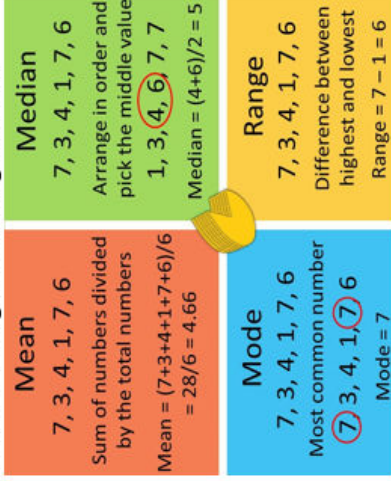 Mean
7, 3, 4, 1, 7, 6
Sum of numbers divided
by the total numbers
Mean = (7+3+4+1+7+6)/6
= 28/6 = 4.66
Median
7, 3, 4, 1, 7, 6
Arrange in order and
pick the middle value
1, 3, 4, 6, 7, 7
Median = (4+6)/2 = 5
Mode
7, 3, 4, 1, 7, 6
Most common number
7, 3, 4, 1, 7, 6
Mode = 7
Range
7, 3, 4, 1, 7, 6
Difference between
highest and lowest
Range = 7 – 1 = 6